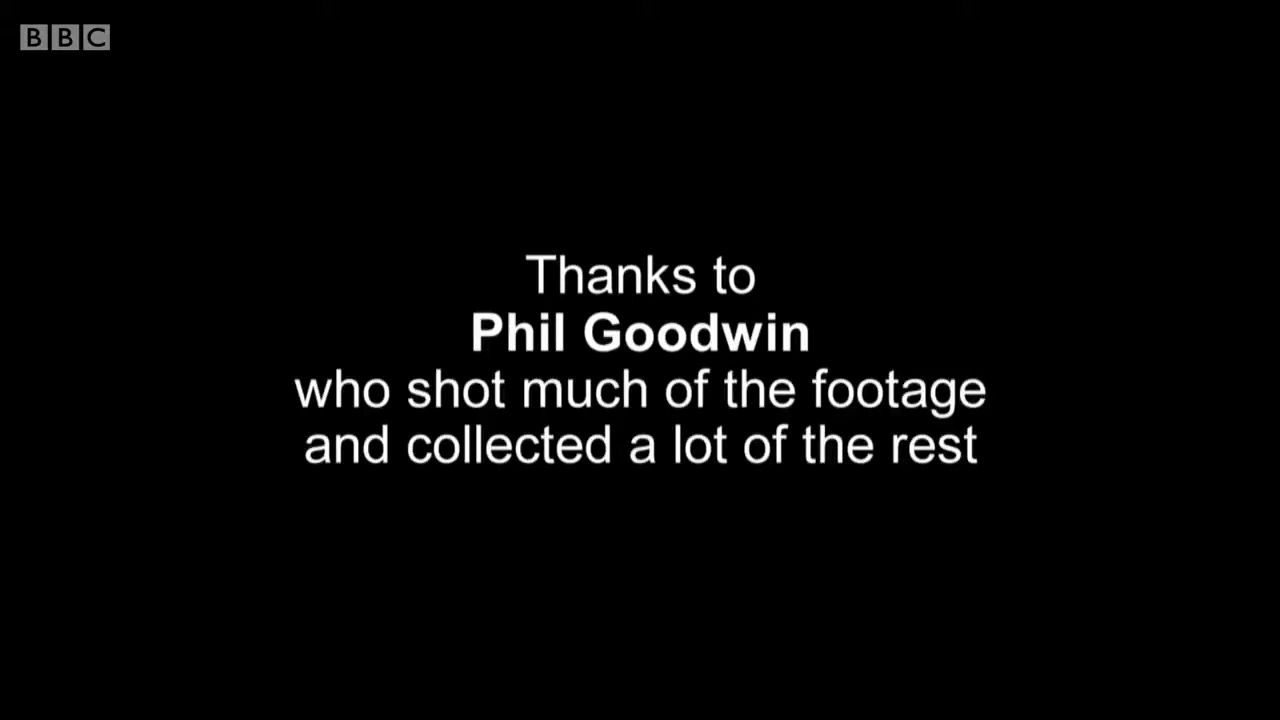 BBC
Thanks to
Phil Goodwin
who shot much of the footage
and collected a lot of the rest